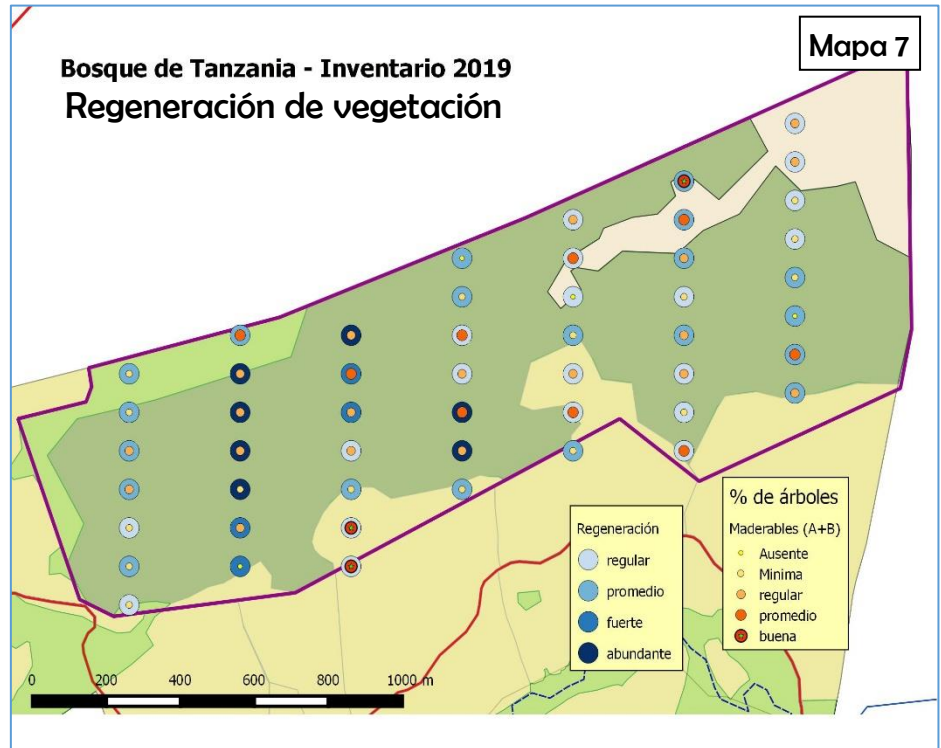 Mapa 7
Bosque de Tanzania - Inventario 2019
Regeneración de vegetación
Regeneración
regular
promedio
fuerte
abundante
% de árboles
Maderables (A+B)
Ausente
Minima
regular
promedio
buena
0 200 400 600 800 1000 m